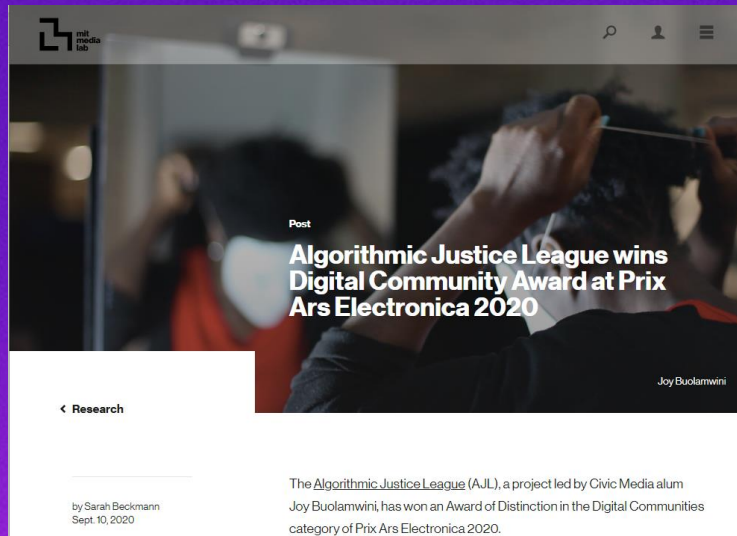 mit
media
lab
Post
Algorithmic Justice League wins
Digital Community Award at Prix
Ars Electronica 2020
Joy Buolamwini
Research
by Sarah Beckmann
Sept. 10, 2020
The Algorithmic Justice League (AJL), a project led by Civic Media alum
Joy Buolamwini, has won an Award of Distinction in the Digital Communities
category of Prix Ars Electronica 2020.